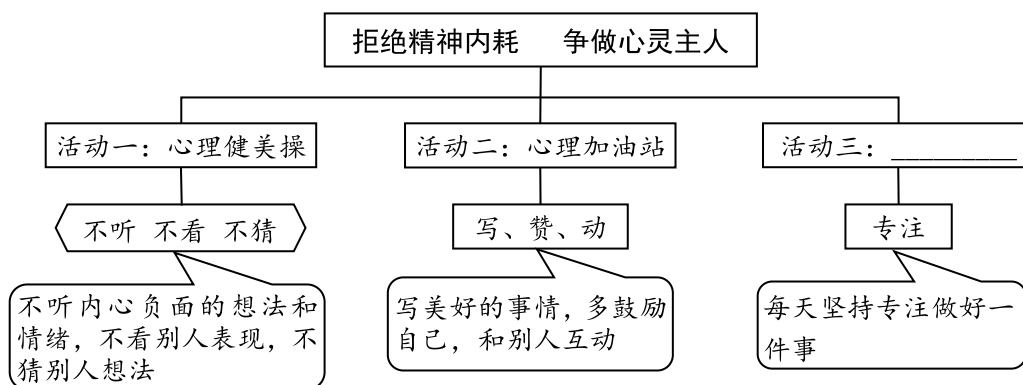 拒绝精神内耗 争做心灵主人
活动一：心理健美操
活动二：心理加油站
活动三：_________
不听 不看 不猜
写、赞、动
专注
不听内心负面的想法和
情绪，不看别人表现，不
猜别人想法
写美好的事情，多鼓励
自己，和别人互动
每天坚持专注做好一
件事